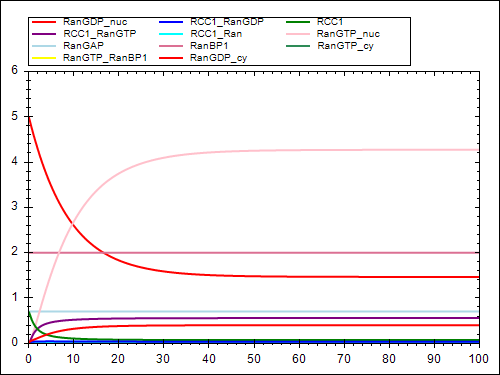 RanGDP_nuc RCC1_RanGDP RCC1
RCC1_RanGTP RCC1_Ran RanGTP_nuc
RanGAP RanBP1 RanGTP_cy
RanGTP_RanBP1 RanGDP_cy
6
5
4
3
2
1
0
0 10 20 30 40 50 60 70 80 90 100